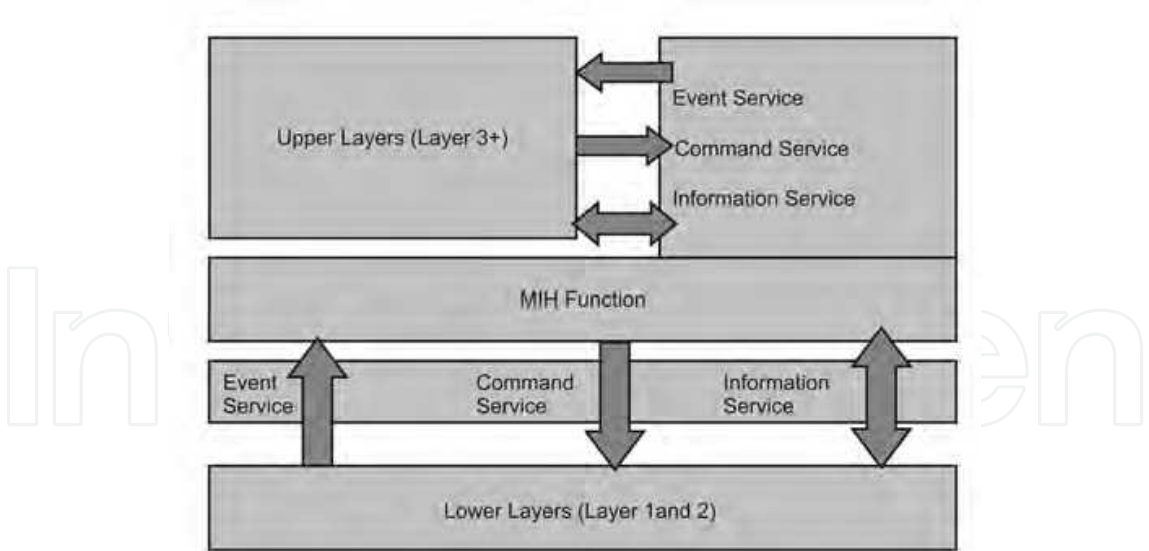 Upper Layers (Layer 3+)
Event Service
Command Service
Information Service
MIH Function
Event
Service
Command
Service
Information
Service
Lower Layers (Layer 1and 2)